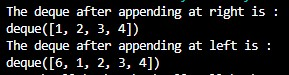 The deque after appending at right is :
deque([1, 2, 3, 4])
The deque after appending at left is :
deque([6, 1, 2, 3, 4])